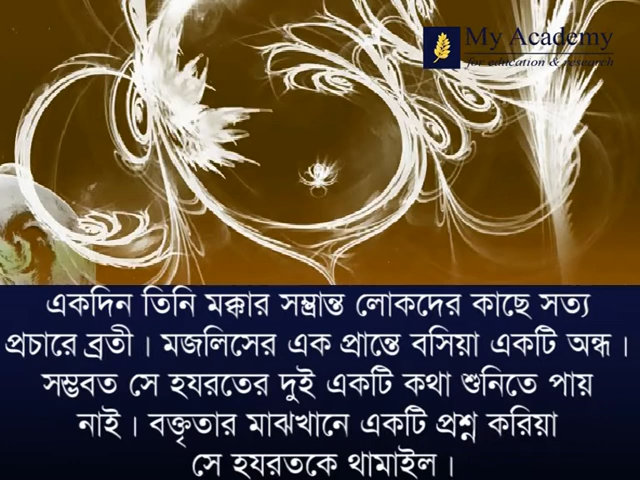 My Academy
for education & research
একদিন তিনি মক্কার সম্ভ্রান্ত লোকদের কাছে সত্য
প্রচারে ব্রতী। মজলিসের এক প্রান্তে বসিয়া একটি অন্ধ।
সম্ভবত সে হযরতের দুই একটি কথা শুনিতে পায়
নাই। বক্তৃতার মাঝখানে একটি প্রশ্ন করিয়া
সে হযরতকে থামাইল।